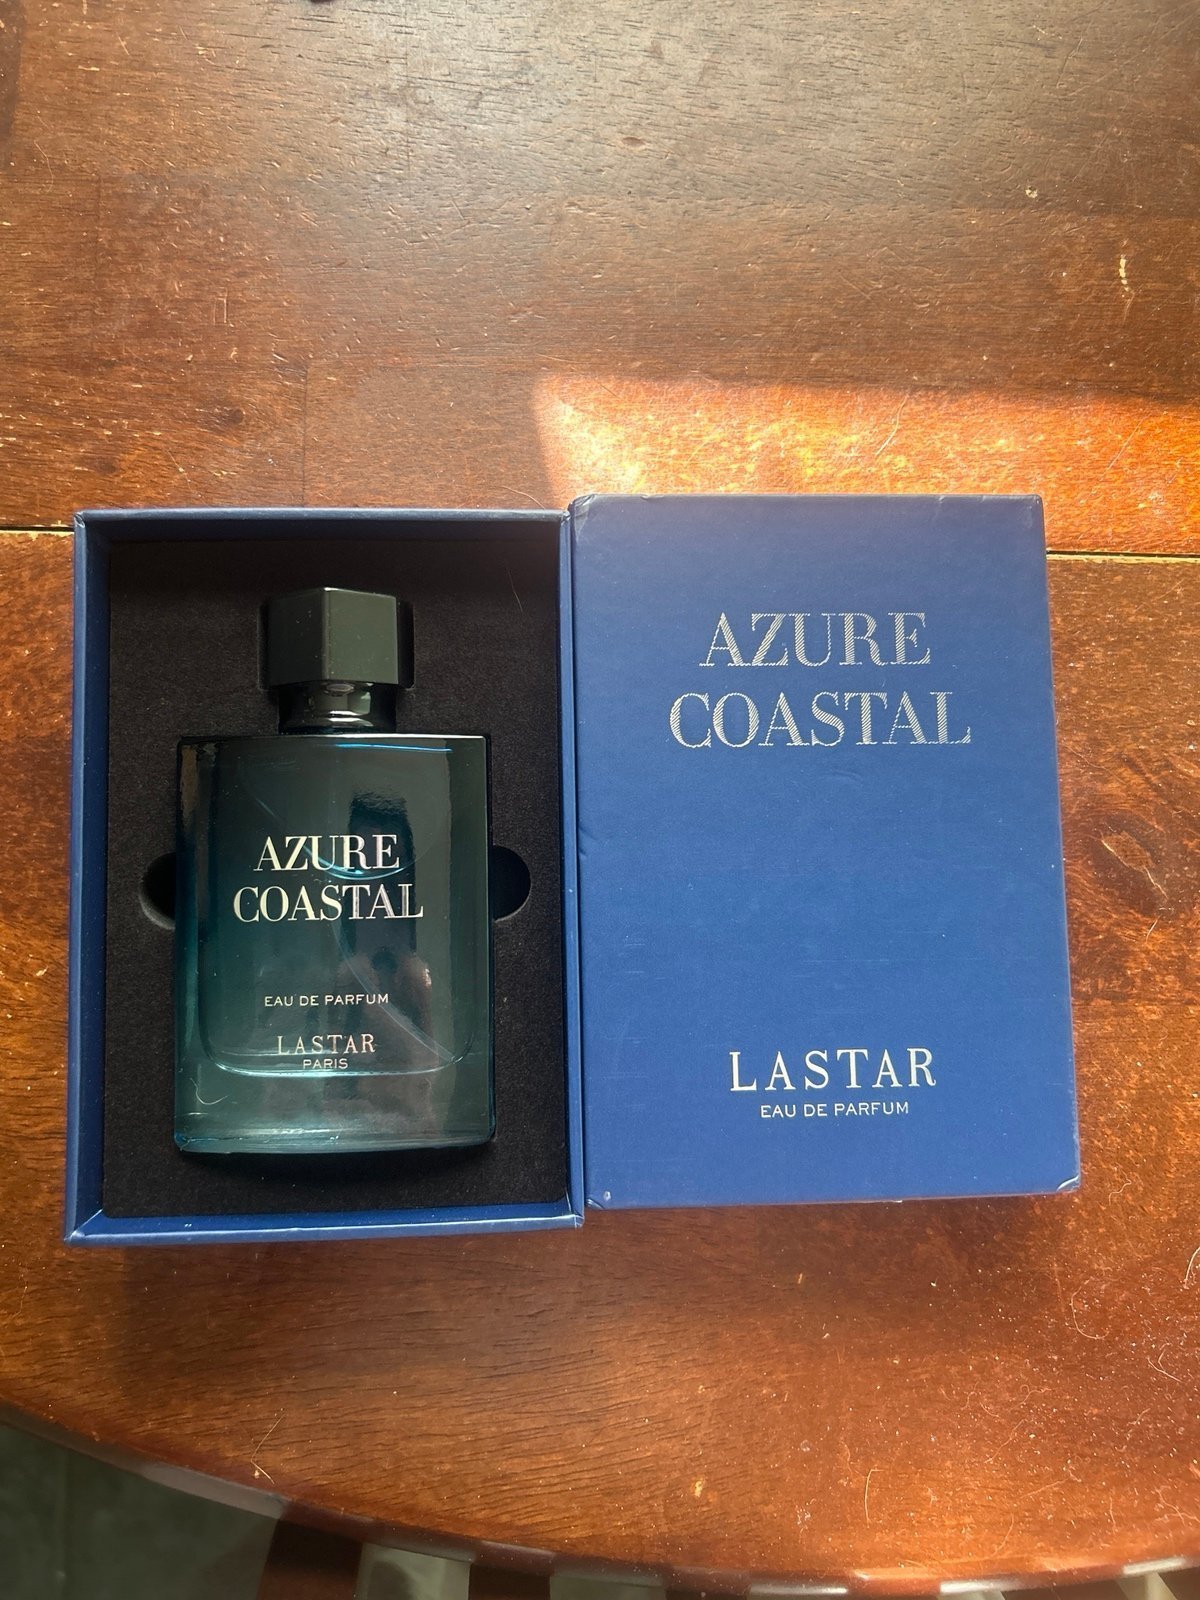 AZURE
COASTAL
EAU DE PARFUM
LASTAR
PARIS
AZURE
COASTAL
LASTAR
EAU DE PARFUM